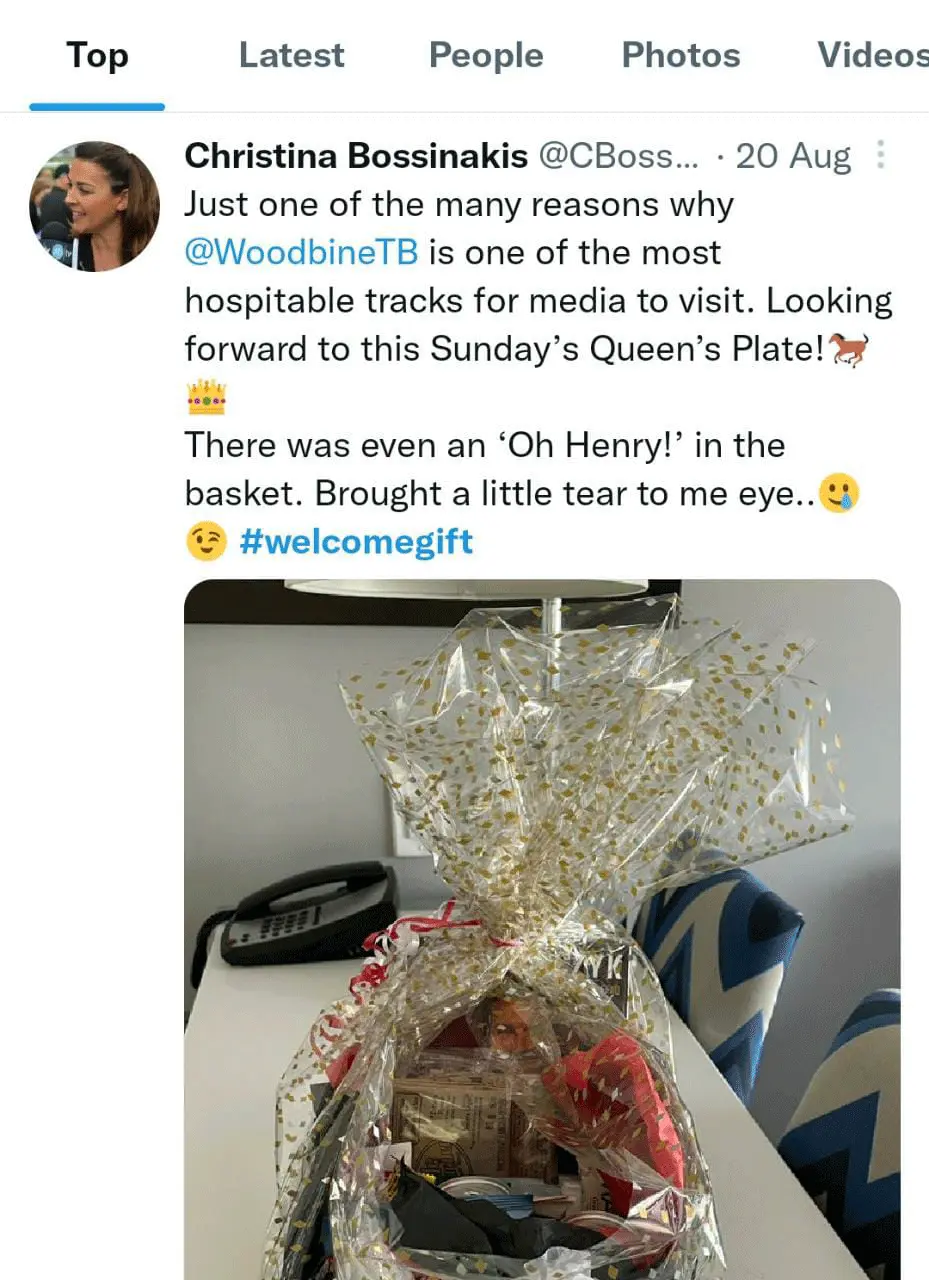 Top Latest People Photos Videos
Christina Bossinakis @CBoss... · 20 Aug
Just one of the many reasons why
@WoodbineTB is one of the most
hospitable tracks for media to visit. Looking
forward to this Sunday’s Queen’s Plate!🐎
👑
There was even an ‘Oh Henry!’ in the
basket. Brought a little tear to me eye..🥲
😉 #welcomegift